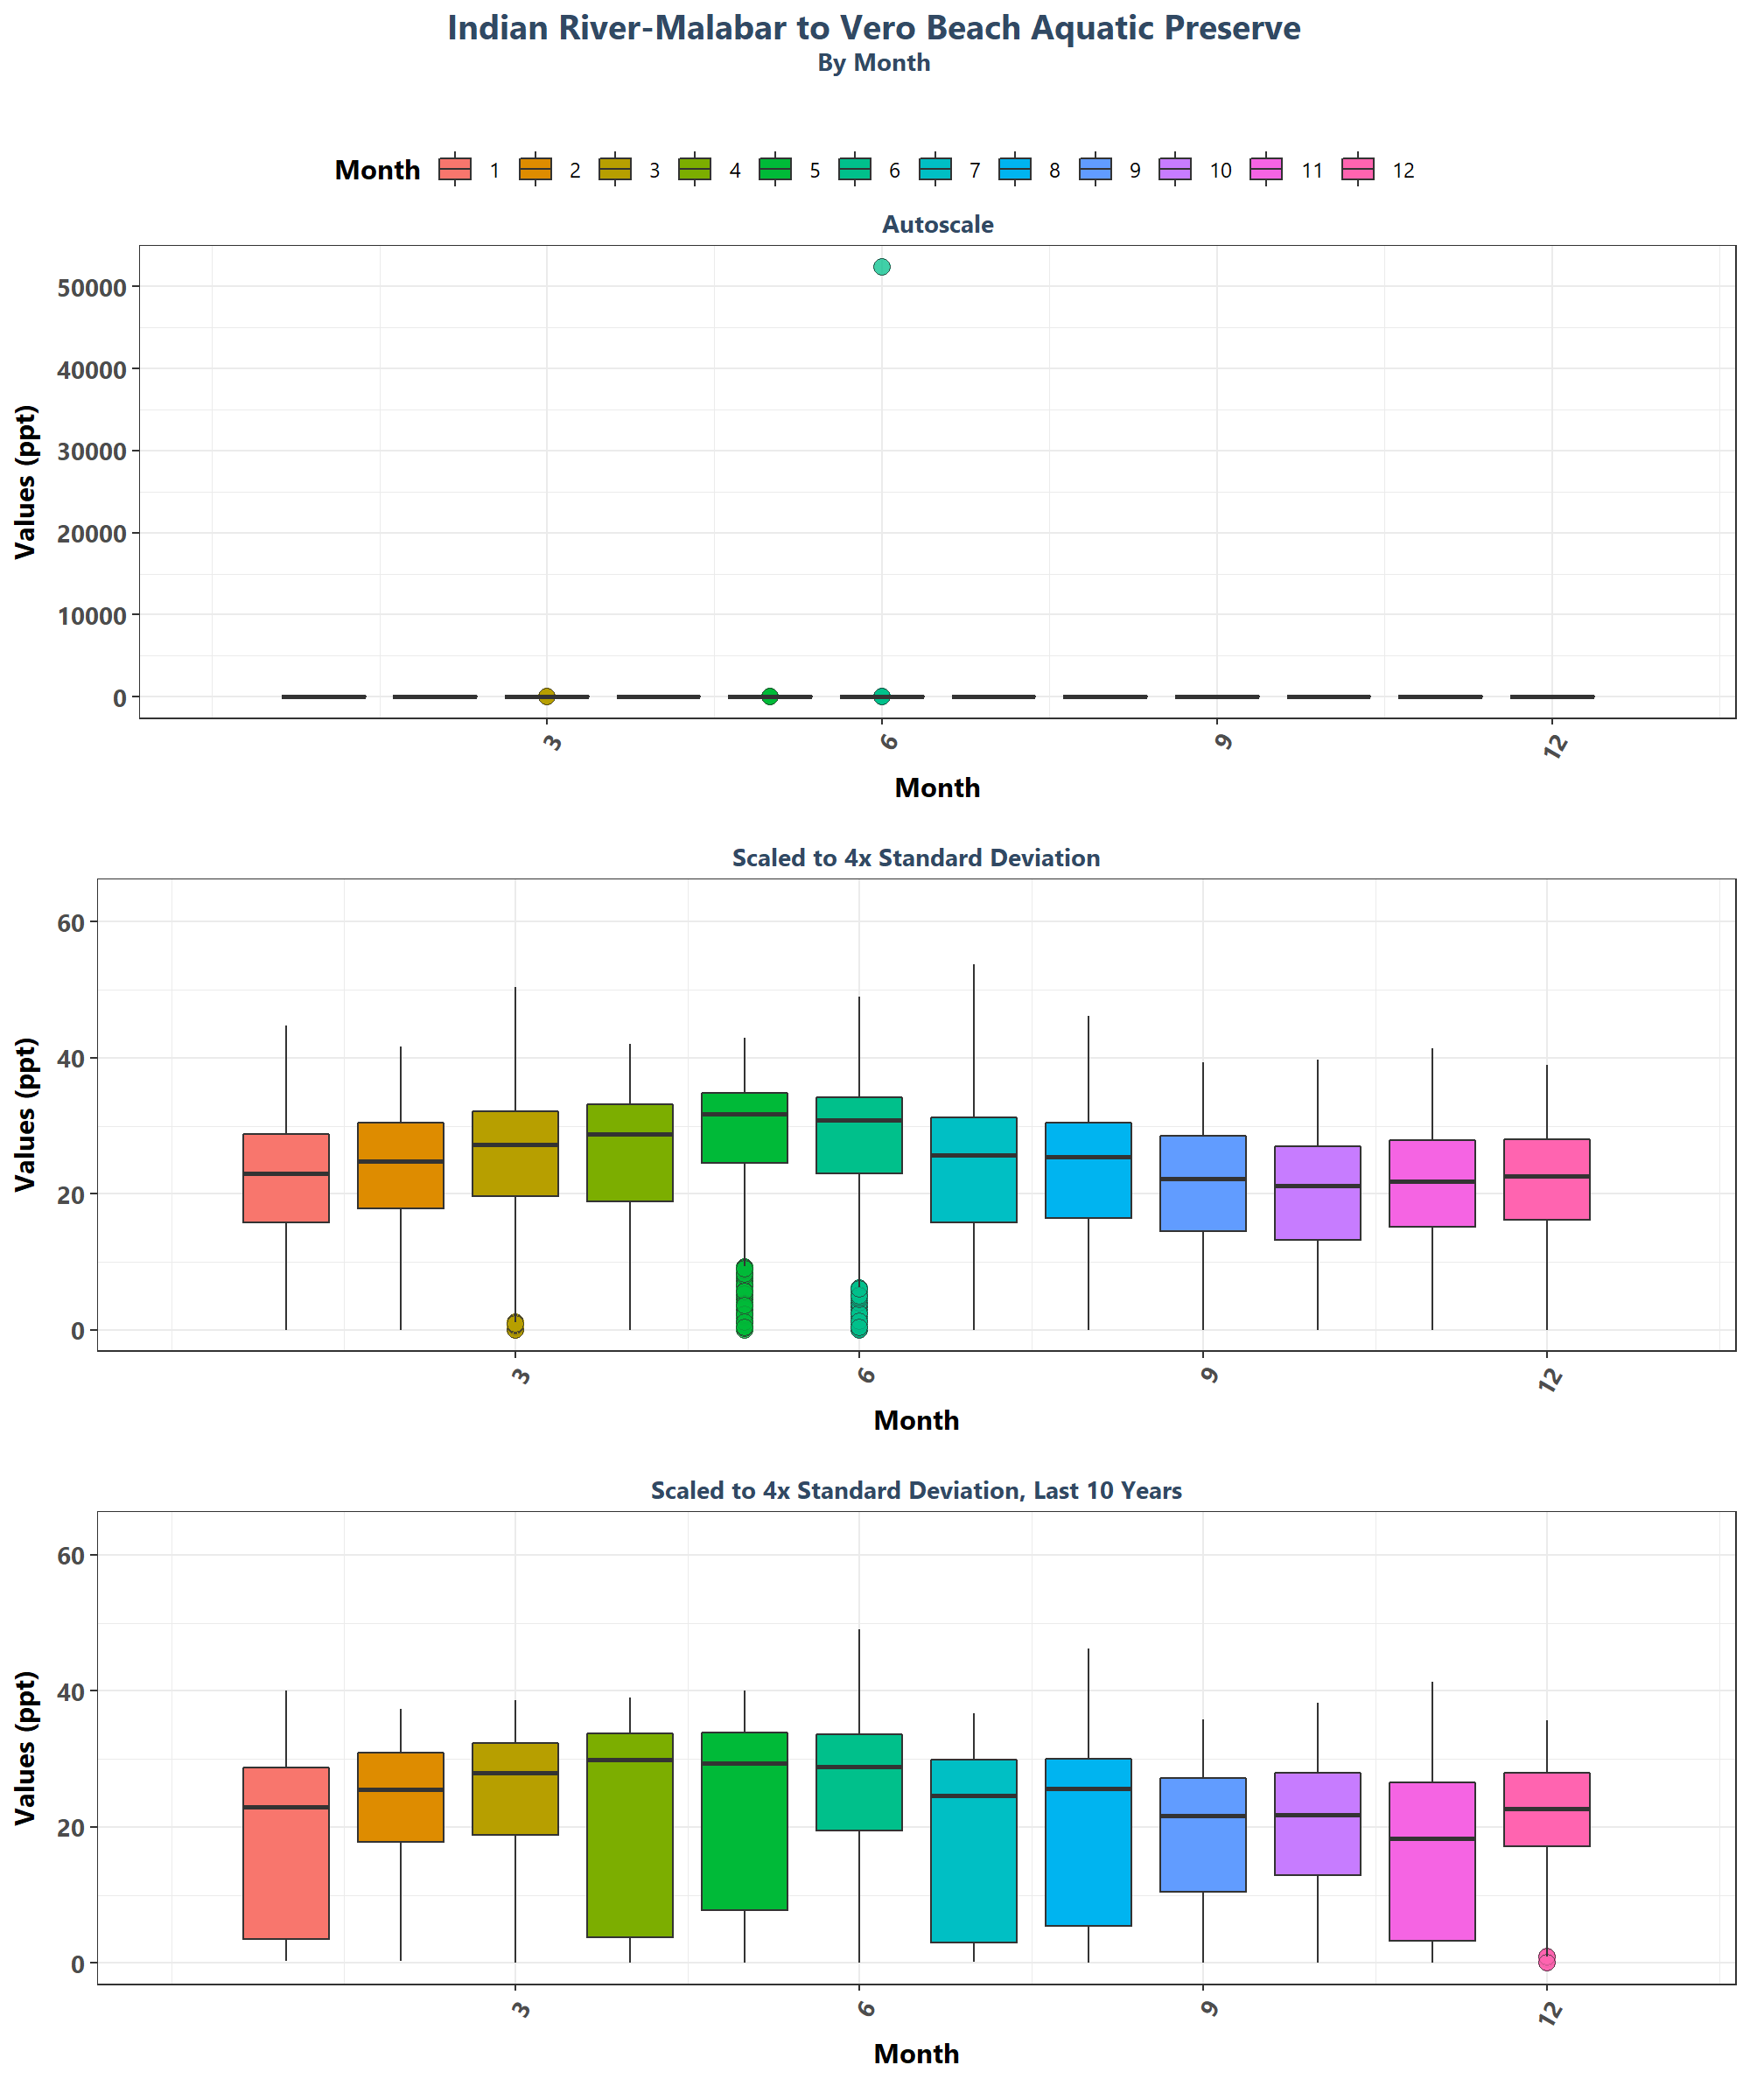 Indian River-Malabar to Vero Beach Aquatic Preserve
By Month
Month 1 2 3 4 5 6 7 8 9 10 11 12
Autoscale
Values (ppt)
50000
40000
30000
20000
10000
0
3 6 9 12
Month
Scaled to 4x Standard Deviation
Values (ppt)
60
40
20
0
3 6 9 12
Month
Scaled to 4x Standard Deviation, Last 10 Years
Values (ppt)
60
40
20
0
3 6 9 12
Month